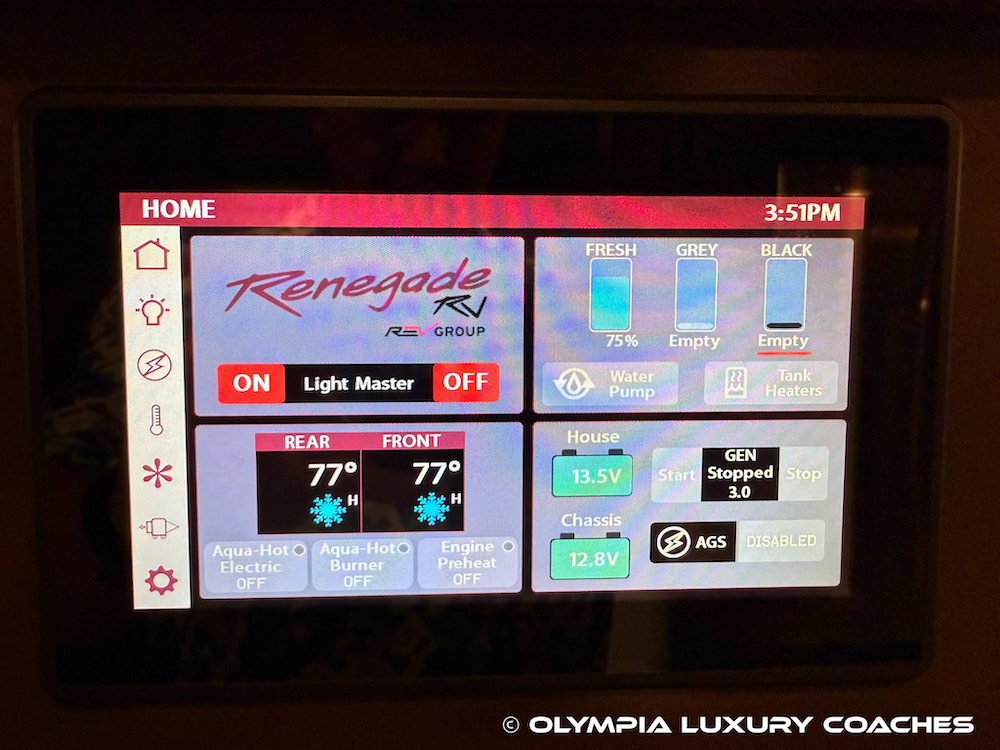 HOME
3:51PM
Renegade
RV
REV GROUP
ON
Light Master
OFF
FRESH
GREY
BLACK
75%
Empty
Empty
Water
Pump
Tank
Heaters
REAR
FRONT
77°
H
77°
H
Aqua-Hot
Electric
OFF
Aqua-Hot
Burner
OFF
Engine
Preheat
OFF
House
13.5V
Chassis
12.8V
Start
GEN
Stopped
3.0
Stop
AGS
DISABLED
© OLYMPIA LUXURY COACHES